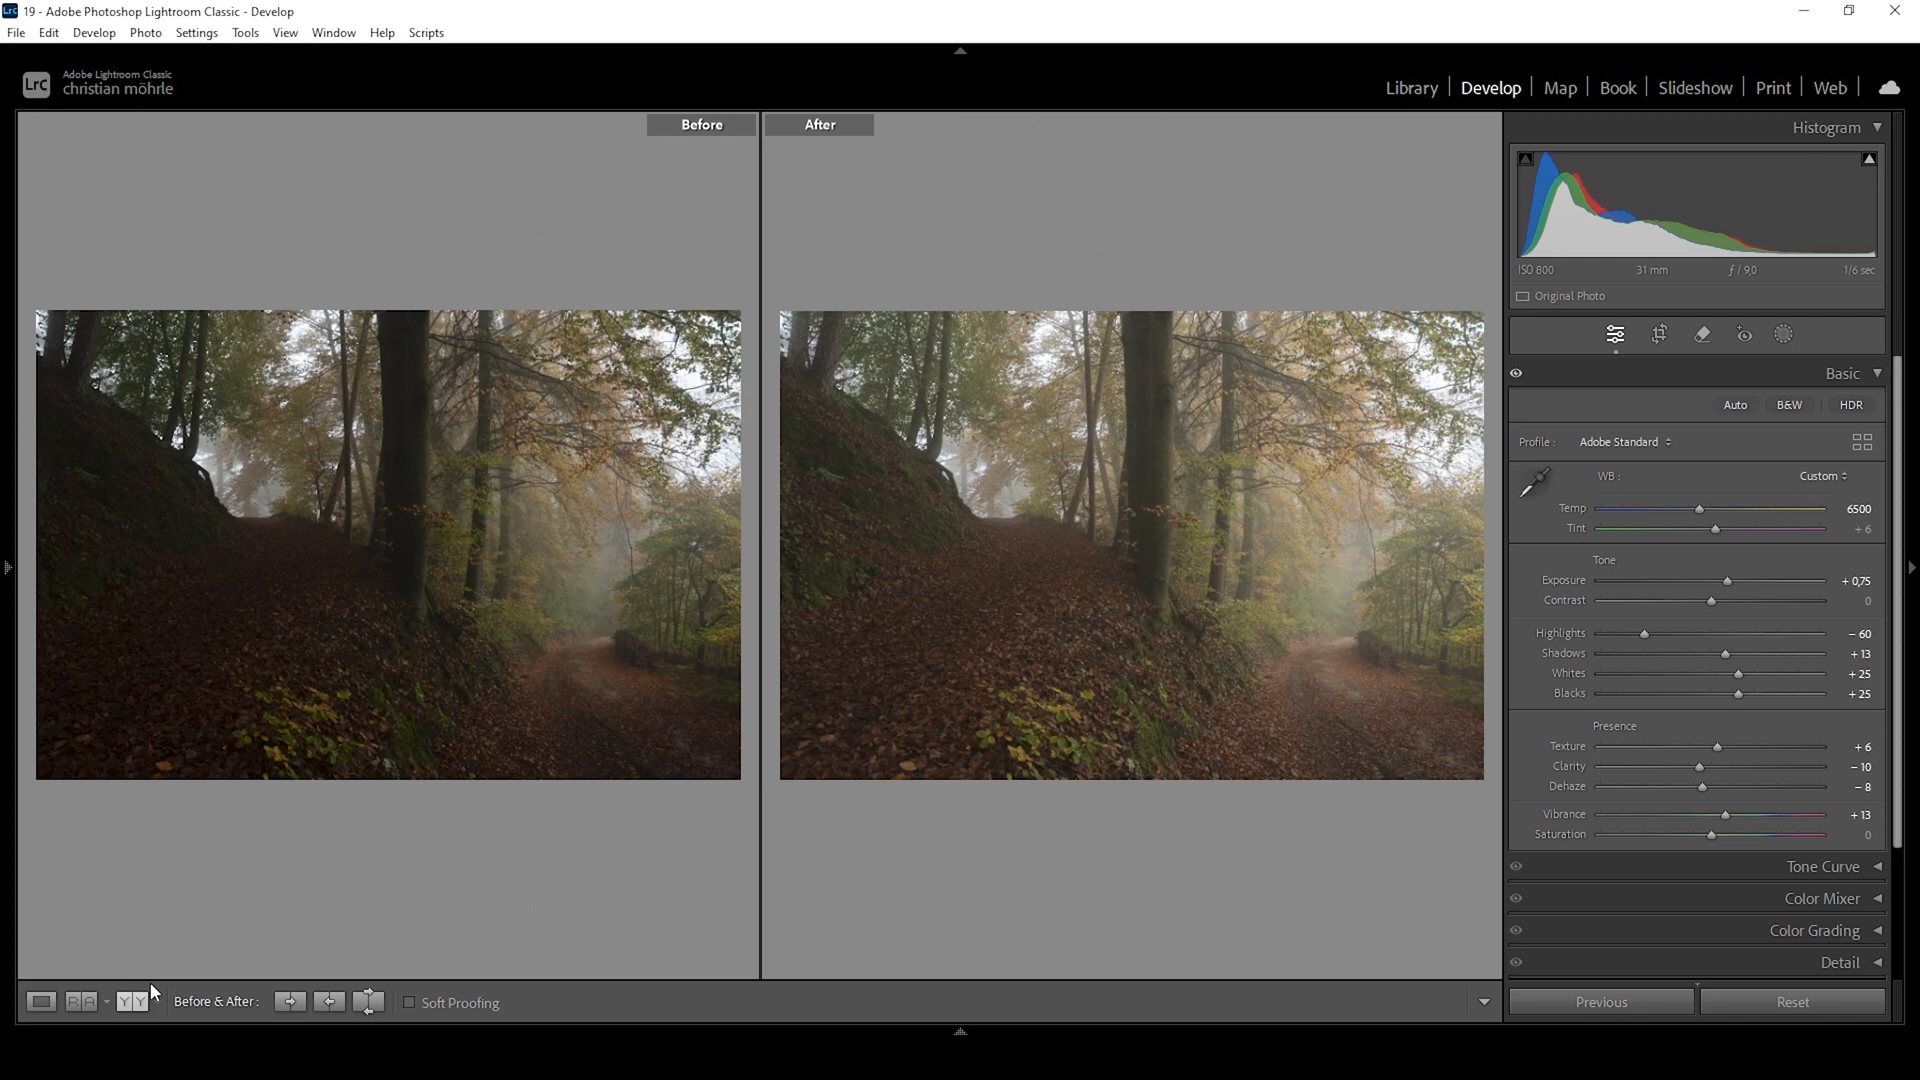 Lrc 19 - Adobe Photoshop Lightroom Classic - Develop
File Edit Develop Photo Settings Tools View Window Help Scripts
LrC
Adobe Lightroom Classic
christian möhrle
Library Develop Map Book Slideshow Print Web
Before
After
Histogram
ISO 800 31 mm ƒ / 9,0 1/6 sec
Original Photo
Basic
Auto B&W HDR
Profile : Adobe Standard
WB : Custom
Temp 6500
Tint + 6
Tone
Exposure + 0,75
Contrast 0
Highlights – 60
Shadows + 13
Whites + 25
Blacks + 25
Presence
Texture + 6
Clarity – 10
Dehaze – 8
Vibrance + 13
Saturation 0
Tone Curve
Color Mixer
Color Grading
Detail
R A Y Y Before & After : Soft Proofing
Previous Reset